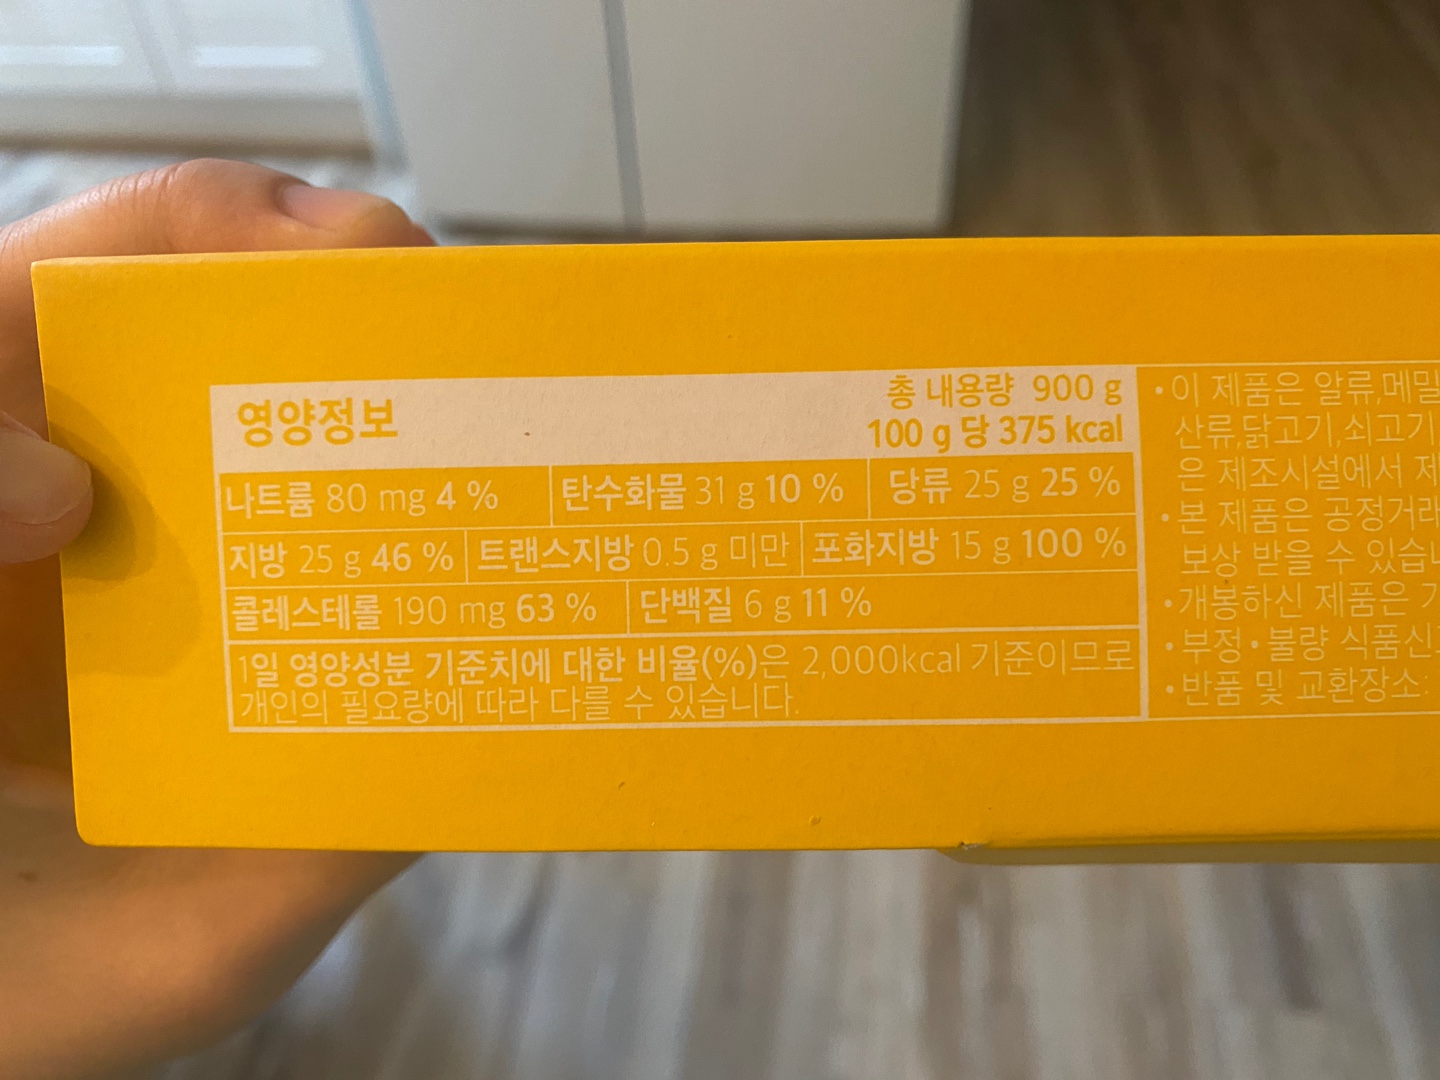 영양정보
총 내용량 900 g
100 g 당 375 kcal
나트륨 80 mg 4 % 탄수화물 31 g 10 % 당류 25 g 25 %
지방 25 g 46 % 트랜스지방 0.5 g 미만 포화지방 15 g 100 %
콜레스테롤 190 mg 63 % 단백질 6 g 11 %
1일 영양성분 기준치에 대한 비율(%)은 2,000kcal 기준이므로
개인의 필요량에 따라 다를 수 있습니다.
•이 제품은 알류,메밀
산류,닭고기,쇠고기,
은 제조시설에서 제
•본 제품은 공정거래
보상 받을 수 있습니
•개봉하신 제품은
•부정•불량 식품신고
•반품 및 교환장소: